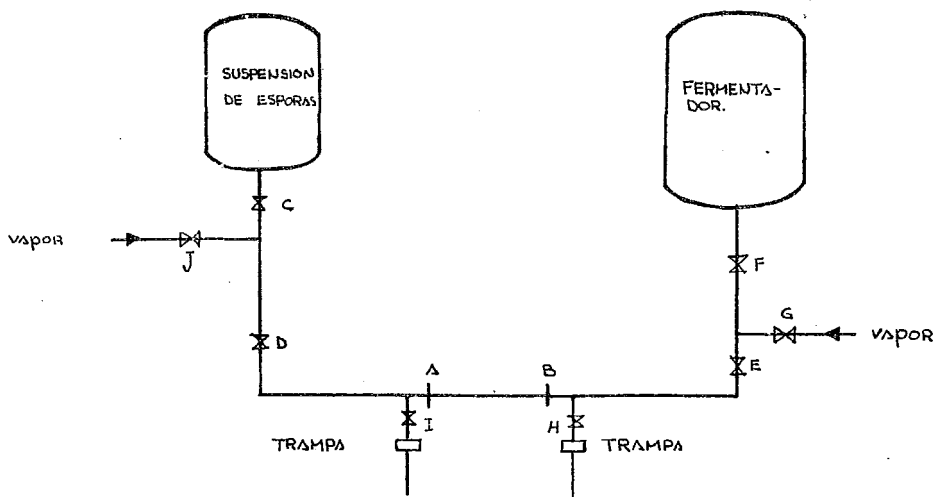 SUSPENSION
DE ESPORAS
FERMENTA-
DOR.
C
VAPOR
J
F
G
VAPOR
D
E
A
B
I
H
TRAMPA
TRAMPA